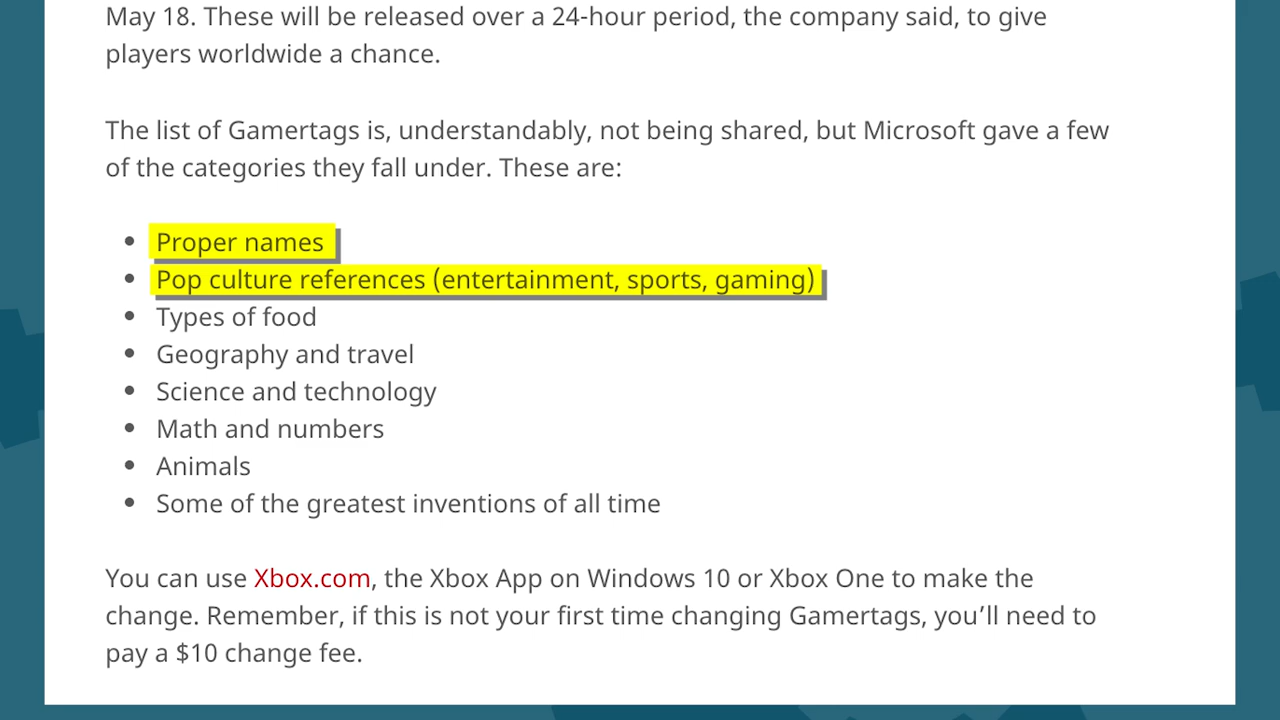 May 18. These will be released over a 24-hour period, the company said, to give
players worldwide a chance.
The list of Gamertags is, understandably, not being shared, but Microsoft gave a few
of the categories they fall under. These are:
• Proper names
• Pop culture references (entertainment, sports, gaming)
• Types of food
• Geography and travel
• Science and technology
• Math and numbers
• Animals
• Some of the greatest inventions of all time
You can use Xbox.com, the Xbox App on Windows 10 or Xbox One to make the
change. Remember, if this is not your first time changing Gamertags, you’ll need to
pay a $10 change fee.